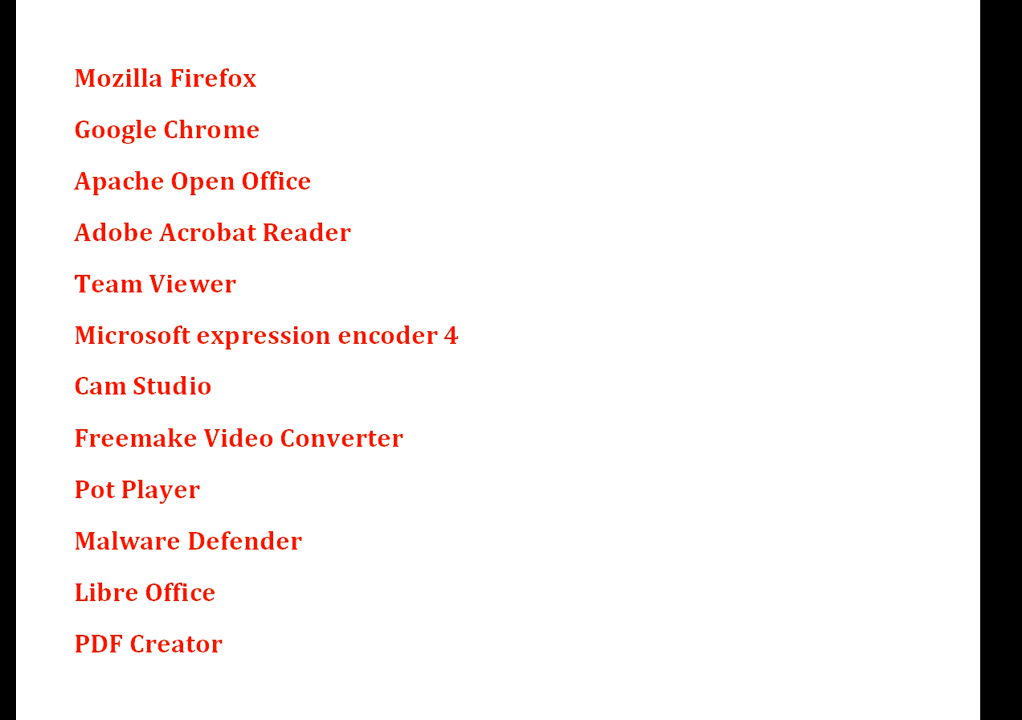 Mozilla Firefox
Google Chrome
Apache Open Office
Adobe Acrobat Reader
Team Viewer
Microsoft expression encoder 4
Cam Studio
Freemake Video Converter
Pot Player
Malware Defender
Libre Office
PDF Creator